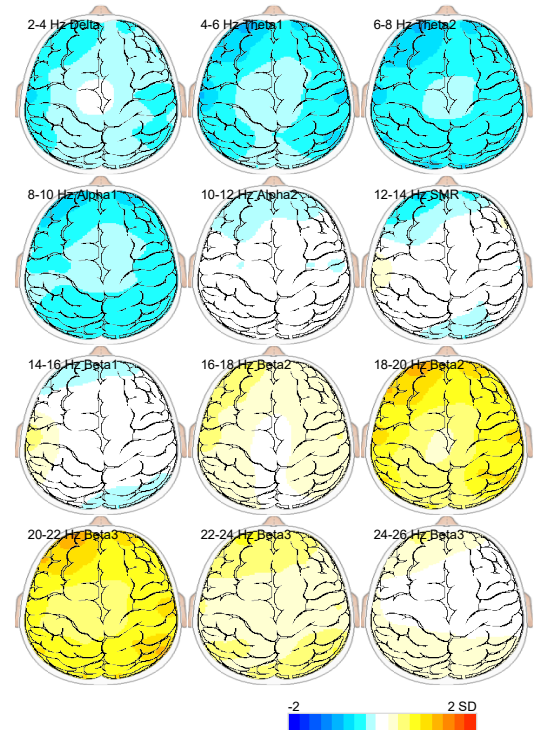 2-4 Hz Delta
4-6 Hz Theta1
6-8 Hz Theta2
8-10 Hz Alpha1
10-12 Hz Alpha2
12-14 Hz SMR
14-16 Hz Beta1
16-18 Hz Beta2
18-20 Hz Beta2
20-22 Hz Beta3
22-24 Hz Beta3
24-26 Hz Beta3
-2 2 SD